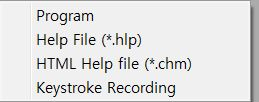 Program
Help File (*.hlp)
HTML Help file (*.chm)
Keystroke Recording